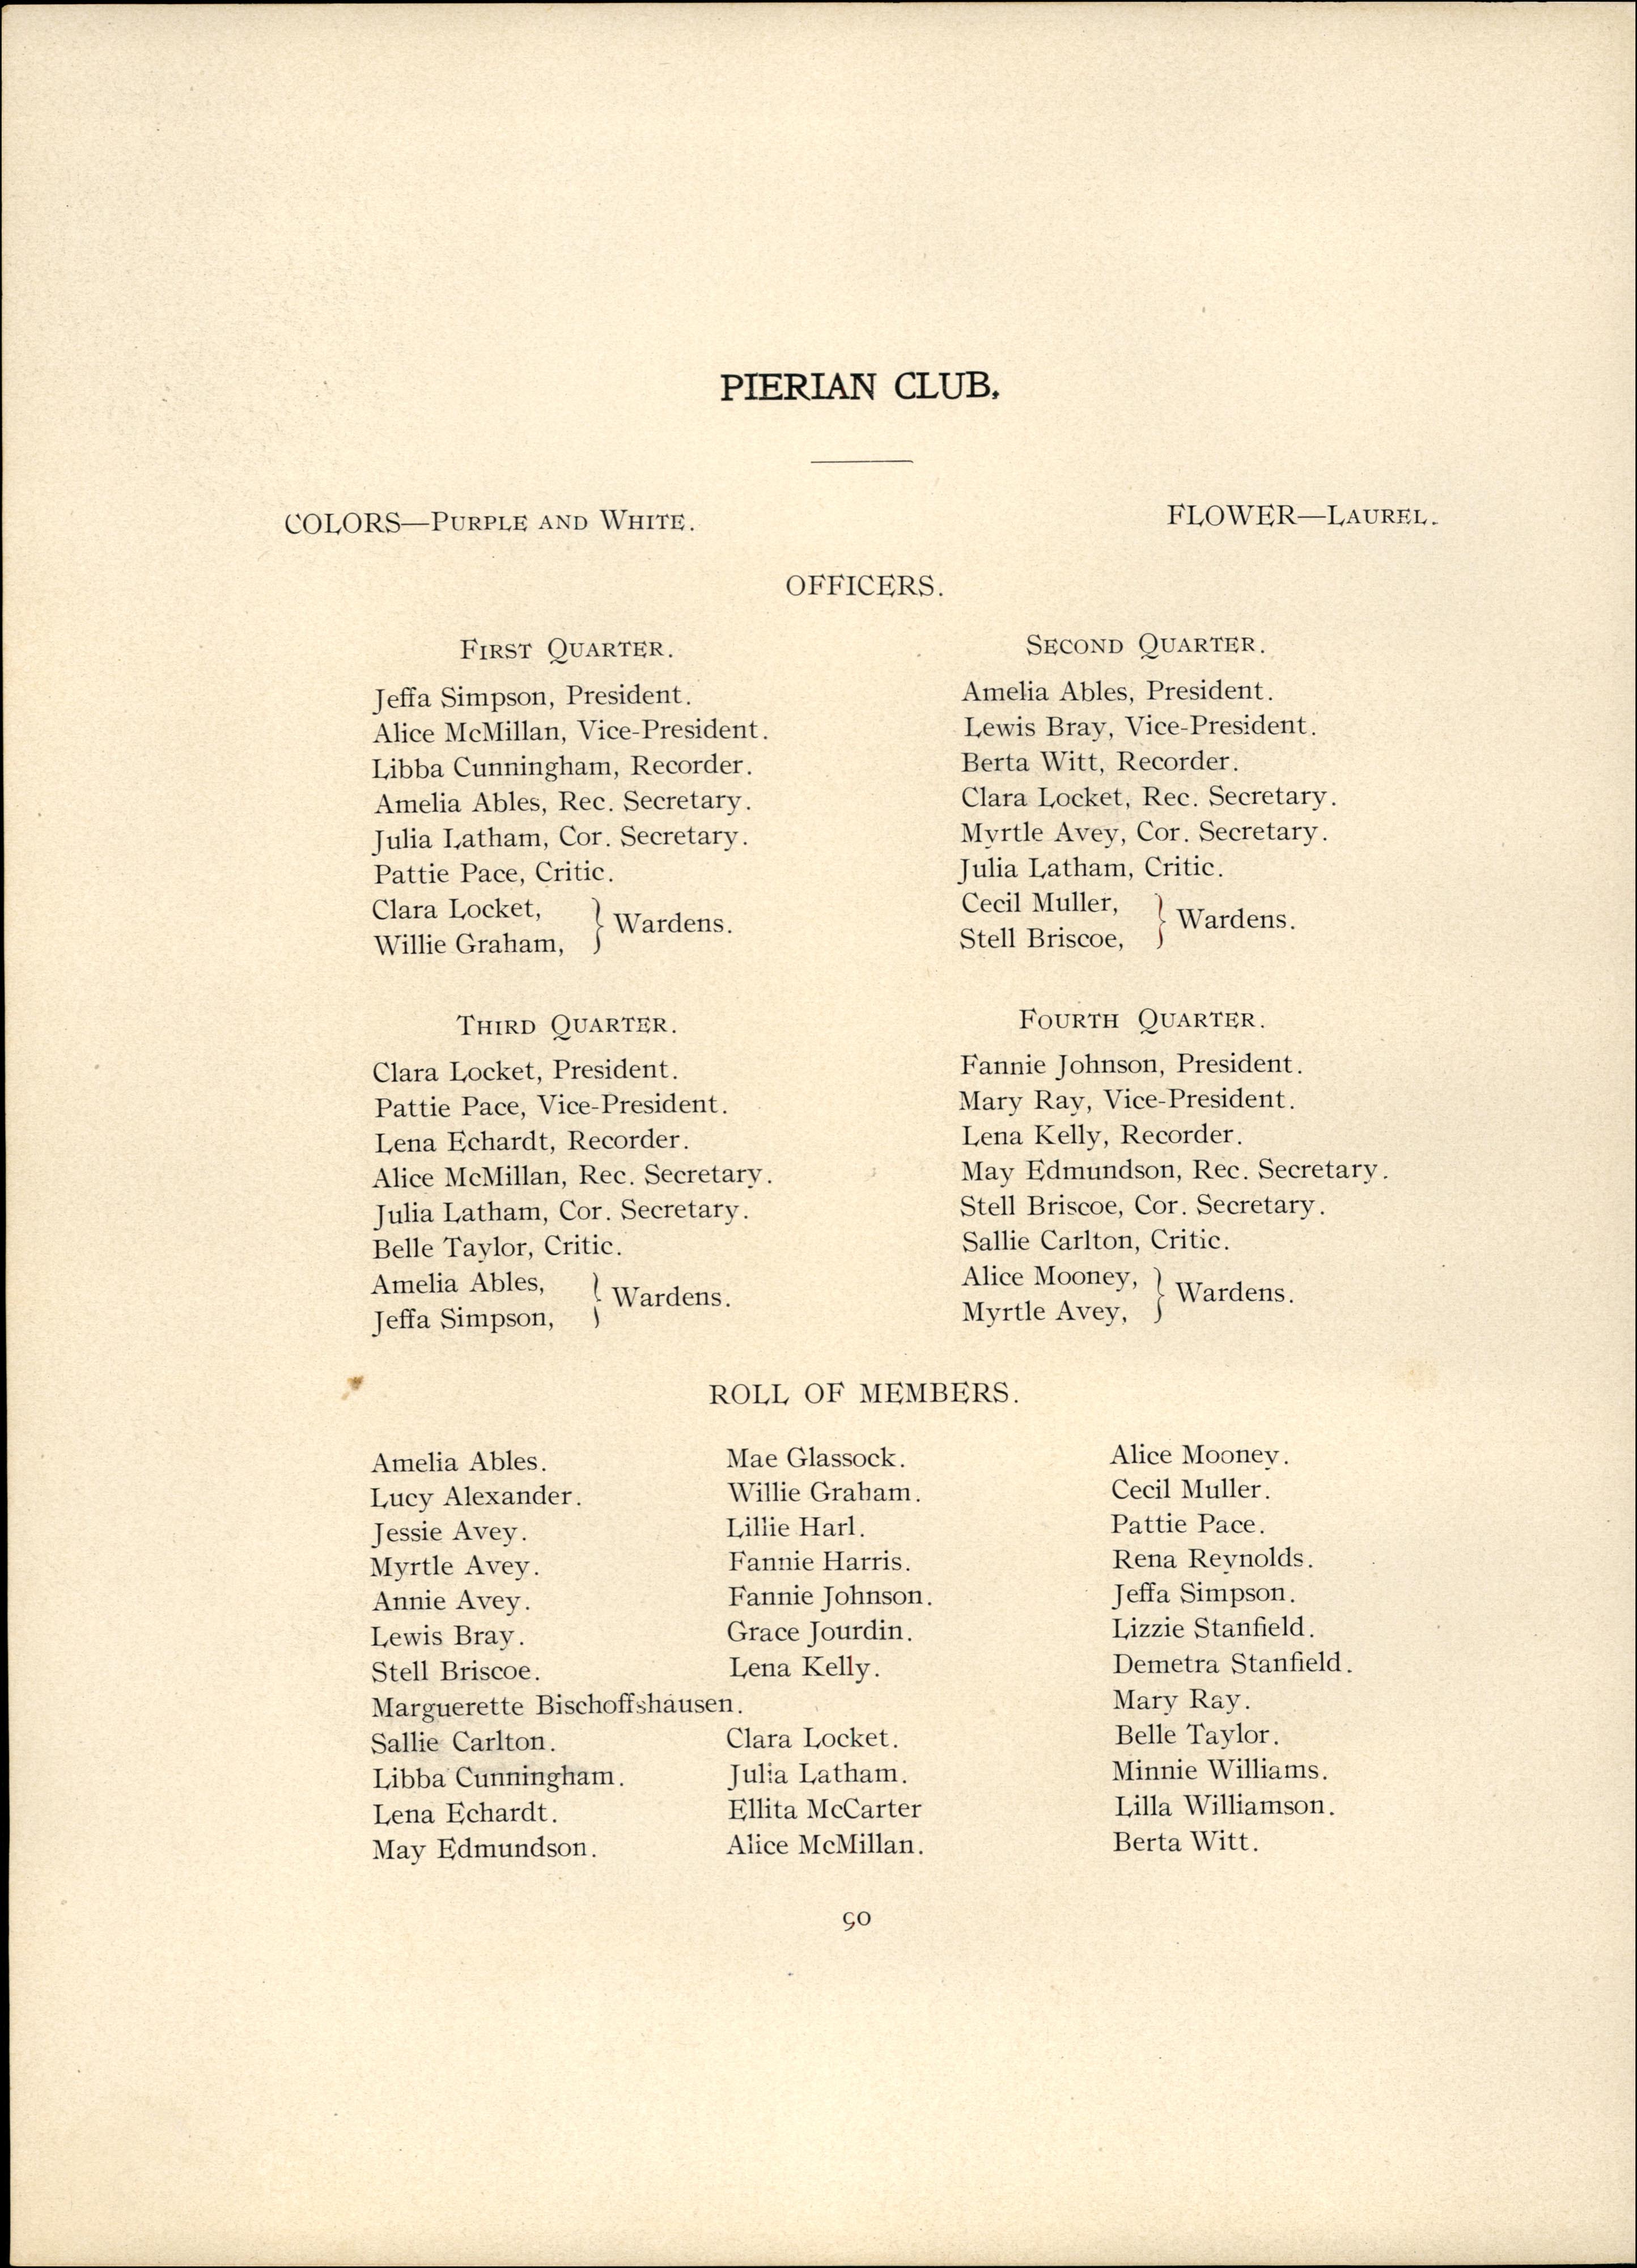 PIERIAN CLUB.
COLORS—PURPLE AND WHITE.
FLOWER—LAUREL.
OFFICERS.
FIRST QUARTER.
Jeffa Simpson, President.
Alice McMillan, Vice-President.
Libba Cunningham, Recorder.
Amelia Ables, Rec. Secretary.
Julia Latham, Cor. Secretary.
Pattie Pace, Critic.
Clara Locket,
Willie Graham, } Wardens.
SECOND QUARTER.
Amelia Ables, President.
Lewis Bray, Vice-President.
Berta Witt, Recorder.
Clara Locket, Rec. Secretary.
Myrtle Avey, Cor. Secretary.
Julia Latham, Critic.
Cecil Muller,
Stell Briscoe, } Wardens.
THIRD QUARTER.
Clara Locket, President.
Pattie Pace, Vice-President.
Lena Echardt, Recorder.
Alice McMillan, Rec. Secretary.
Julia Latham, Cor. Secretary.
Belle Taylor, Critic.
Amelia Ables,
Jeffa Simpson, } Wardens.
FOURTH QUARTER.
Fannie Johnson, President.
Mary Ray, Vice-President.
Lena Kelly, Recorder.
May Edmundson, Rec. Secretary.
Stell Briscoe, Cor. Secretary.
Sallie Carlton, Critic.
Alice Mooney,
Myrtle Avey, } Wardens.
ROLL OF MEMBERS.
Amelia Ables.
Lucy Alexander.
Jessie Avey.
Myrtle Avey.
Annie Avey.
Lewis Bray.
Stell Briscoe.
Marguerette Bischoffshausen.
Sallie Carlton.
Libba Cunningham.
Lena Echardt.
May Edmundson.
Mae Glassock.
Willie Graham.
Lillie Harl.
Fannie Harris.
Fannie Johnson.
Grace Jourdin.
Lena Kelly.
Clara Locket.
Julia Latham.
Ellita McCarter
Alice McMillan.
Alice Mooney.
Cecil Muller.
Pattie Pace.
Rena Reynolds.
Jeffa Simpson.
Lizzie Stanfield.
Demetra Stanfield.
Mary Ray.
Belle Taylor.
Minnie Williams.
Lilla Williamson.
Berta Witt.
90